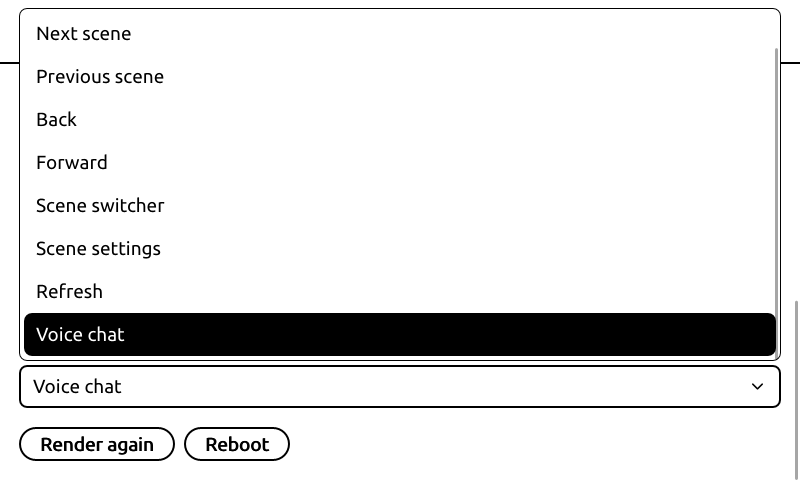 Next scene
Previous scene
Back
Forward
Scene switcher
Scene settings
Refresh
Voice chat
Voice chat
Render again Reboot